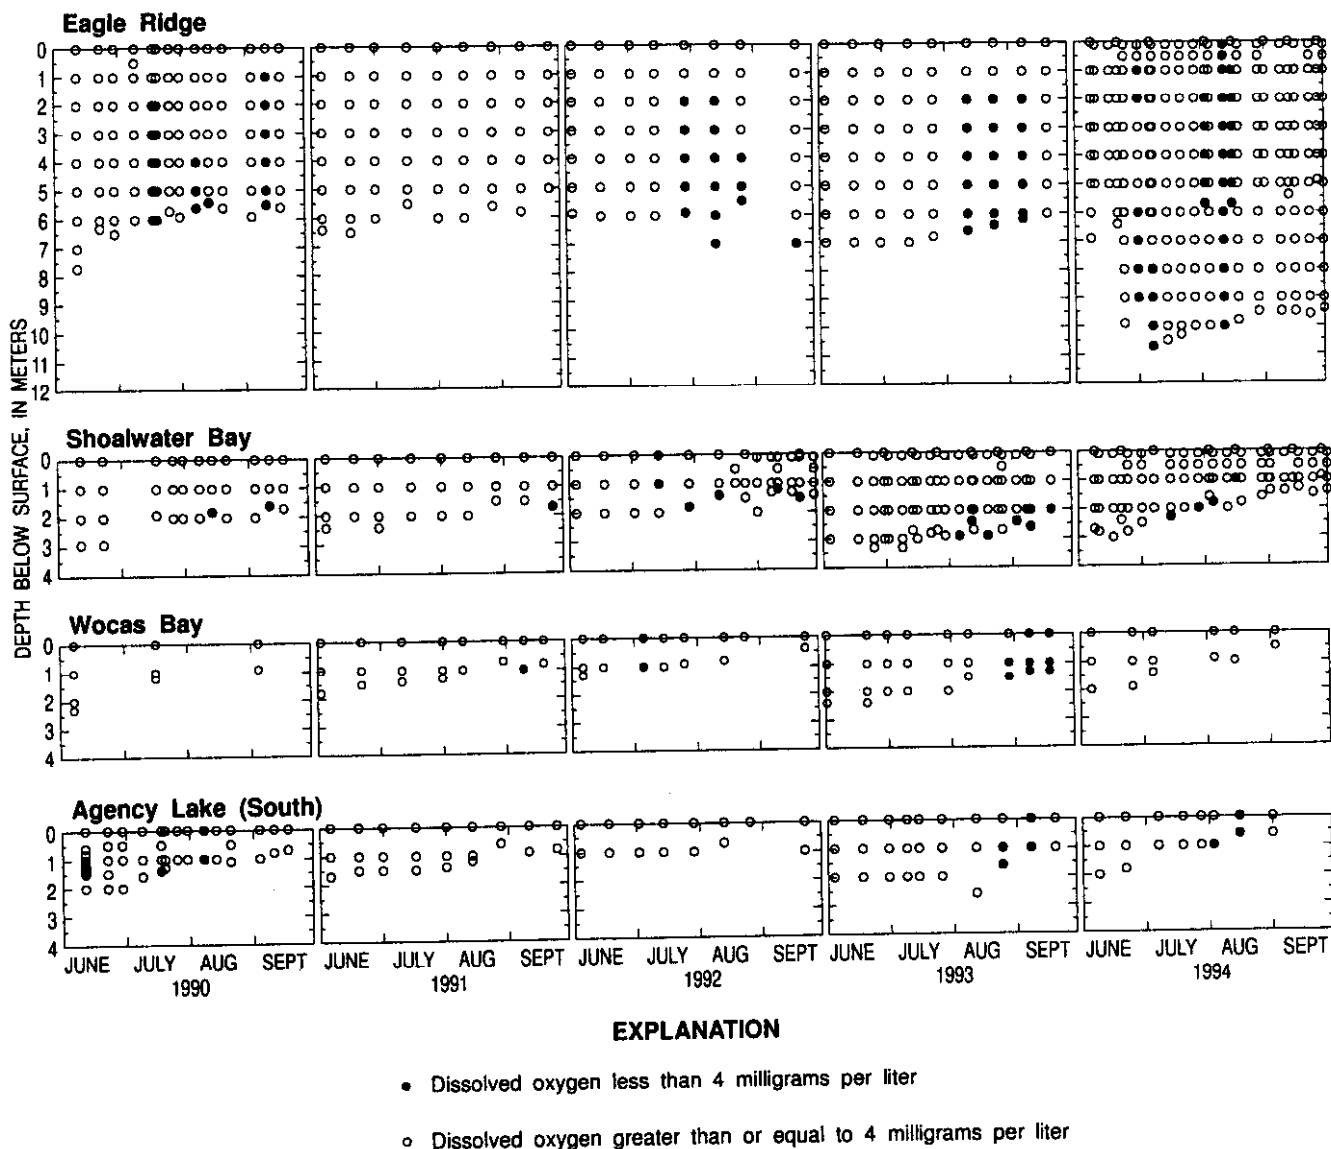 Eagle Ridge
0
1
2
3
4
5
6
7
8
9
10
11
12
DEPTH BELOW SURFACE, IN METERS
Shoalwater Bay
0
1
2
3
4
Wocas Bay
0
1
2
3
4
Agency Lake (South)
0
1
2
3
4
JUNE JULY AUG SEPT JUNE JULY AUG SEPT JUNE JULY AUG SEPT JUNE JULY AUG SEPT JUNE JULY AUG SEPT
1990 1991 1992 1993 1994
EXPLANATION
Dissolved oxygen less than 4 milligrams per liter
Dissolved oxygen greater than or equal to 4 milligrams per liter